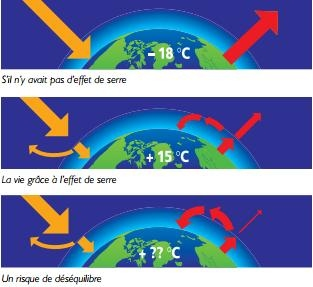 – 18 °C
S'il n'y avait pas d'effet de serre
+ 15 °C
La vie grâce à l'effet de serre
+ ?? °C
Un risque de déséquilibre